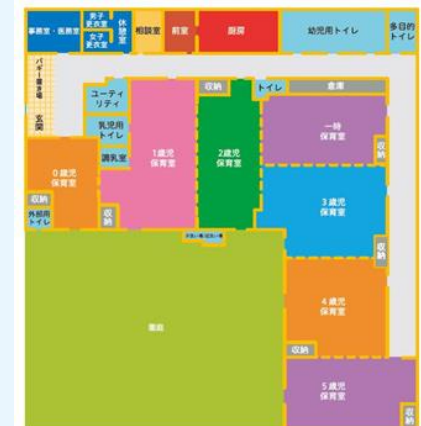 事務室・医務室
男子
更衣室
女子
更衣室
休憩室
相談室
前室
厨房
幼児用トイレ
多目的
トイレ
バギー置き場
玄関
ユーティ
リティ
乳児用
トイレ
調乳室
収納
トイレ
倉庫
1歳児
保育室
2歳児
保育室
一時
保育室
収納
0歳児
保育室
収納
外部用
トイレ
収納
3歳児
保育室
収納
園庭
4歳児
保育室
収納
5歳児
保育室
収納